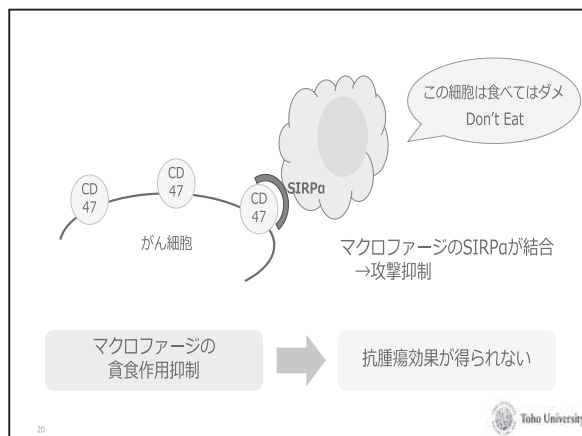 この細胞は食べてはダメ
Don't Eat
CD
47
CD
47
CD
47
SIRPα
がん細胞
マクロファージのSIRPαが結合
→攻撃抑制
マクロファージの
貪食作用抑制
抗腫瘍効果が得られない
20
Toho University